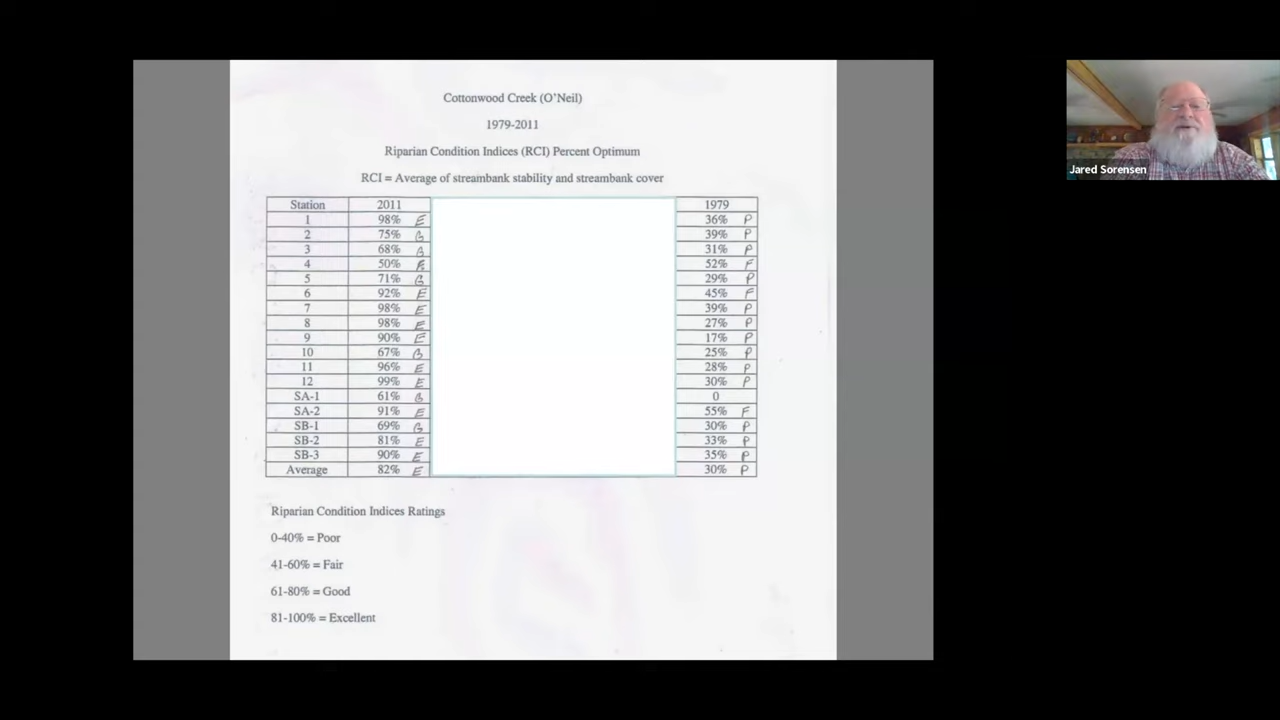 Cottonwood Creek (O'Neil)
1979-2011
Riparian Condition Indices (RCI) Percent Optimum
RCI = Average of streambank stability and streambank cover
Station 2011 1979
1 98% E 36% P
2 75% G 39% P
3 68% G 31% P
4 50% F 52% F
5 71% G 29% P
6 92% E 45% F
7 98% E 39% P
8 98% E 27% P
9 90% E 17% P
10 67% G 25% P
11 96% E 28% P
12 99% E 30% P
SA-1 61% G 0
SA-2 91% E 55% F
SB-1 69% G 30% P
SB-2 81% E 33% P
SB-3 90% E 35% P
Average 82% E 30% P
Riparian Condition Indices Ratings
0-40% = Poor
41-60% = Fair
61-80% = Good
81-100% = Excellent
Jared Sorensen